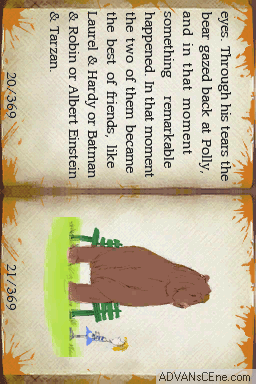 eyes. Through his tears the
bear gazed back at Polly,
and in that moment
something remarkable
happened. In that moment
the two of them became
the best of friends, like
Laurel & Hardy or Batman
& Robin or Albert Einstein
& Tarzan.
20/369
21/369
ADVANsCEne.com